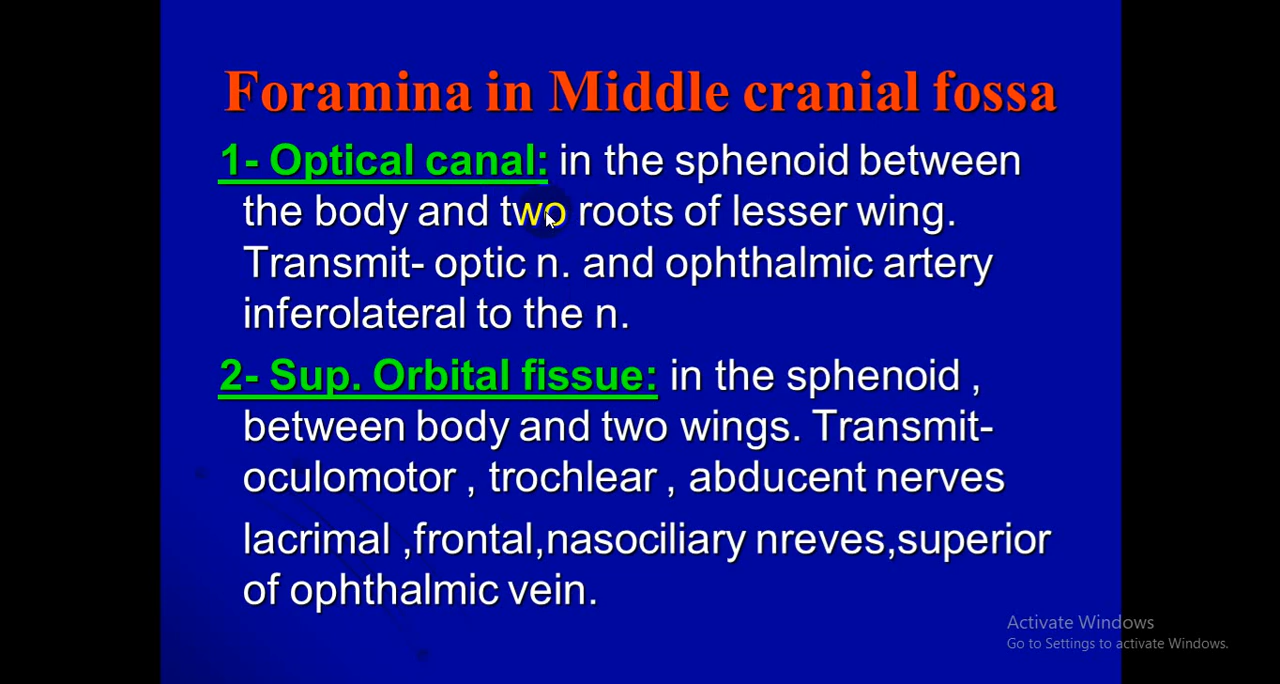 Foramina in Middle cranial fossa
1- Optical canal: in the sphenoid between
the body and two roots of lesser wing.
Transmit- optic n. and ophthalmic artery
inferolateral to the n.
2- Sup. Orbital fissue: in the sphenoid ,
between body and two wings. Transmit-
oculomotor , trochlear , abducent nerves
lacrimal ,frontal,nasociliary nreves,superior
of ophthalmic vein.
Activate Windows
Go to Settings to activate Windows.